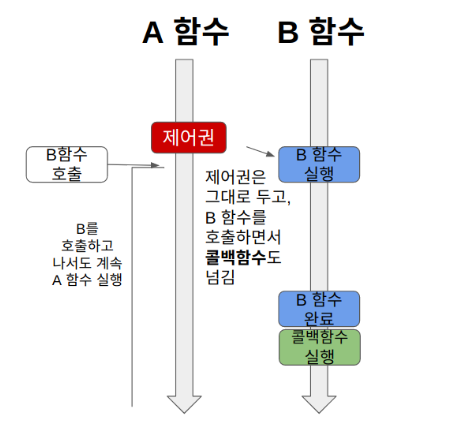 A 함수
B 함수
제어권
B함수
호출
B 함수
실행
제어권은
그대로 두고,
B 함수를
호출하면서
콜백함수도
넘김
B를
호출하고
나서도 계속
A 함수 실행
B 함수
완료
콜백함수
실행